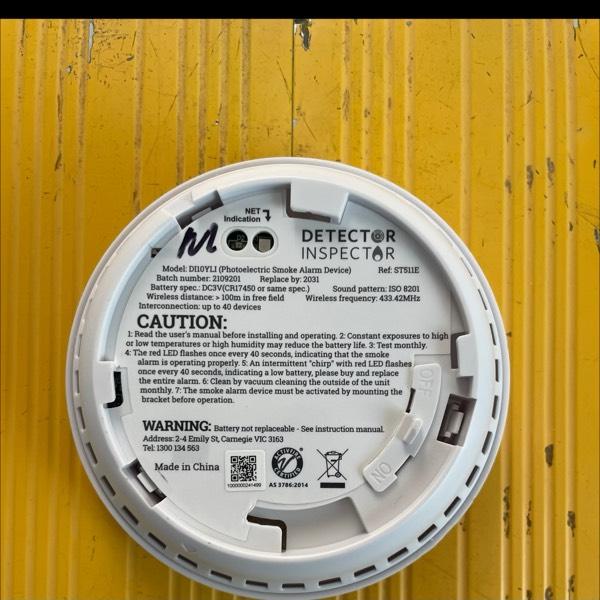 NET
Indication
M
DETECTOR
INSPECTOR
Model: DI10YLI (Photoelectric Smoke Alarm Device) Ref: ST511E
Batch number: 2109201 Replace by: 2031
Battery spec.: DC3V(CR17450 or same spec.) Sound pattern: ISO 8201
Wireless distance: > 100m in free field Wireless frequency: 433.42MHz
Interconnection: up to 40 devices
CAUTION:
1: Read the user's manual before installing and operating. 2: Constant exposures to high
or low temperatures or high humidity may reduce the battery life. 3: Test monthly.
4: The red LED flashes once every 40 seconds, indicating that the smoke
alarm is operating properly. 5: An intermittent "chirp" with red LED flashes
once every 40 seconds, indicating a low battery, please buy and replace
the entire alarm. 6: Clean by vacuum cleaning the outside of the unit
monthly. 7: The smoke alarm device must be activated by mounting the
bracket before operation.
OFF
WARNING: Battery not replaceable - See instruction manual.
Address: 2-4 Emily St, Carnegie VIC 3163
Tel: 1300 134 563
ON
Made in China
1000000241499
AS 3786:2014